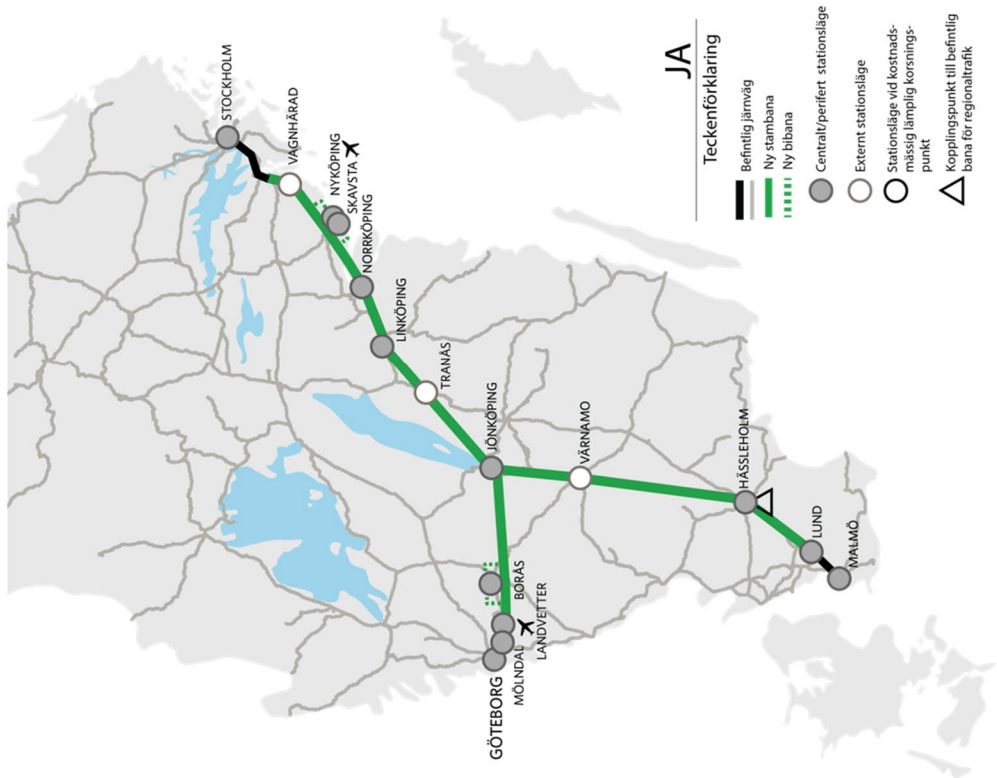 JA
Teckenförklaring
Befintlig järnväg
Ny stambana
Ny bibana
Centralt/perifert stationsläge
Externt stationsläge
Stationsläge vid kostnads-
mässig lämplig korsnings-
punkt
Kopplingspunkt till befintlig
bana för regionaltrafik
STOCKHOLM
VAGNHÄRAD
NYKÖPING
SKAVSTA
NORRKÖPING
LINKÖPING
TRANÅS
JÖNKÖPING
VÄRNAMO
HÄSSLEHOLM
LUND
MALMÖ
BORÅS
LANDVETTER
MÖLNDAL
GÖTEBORG